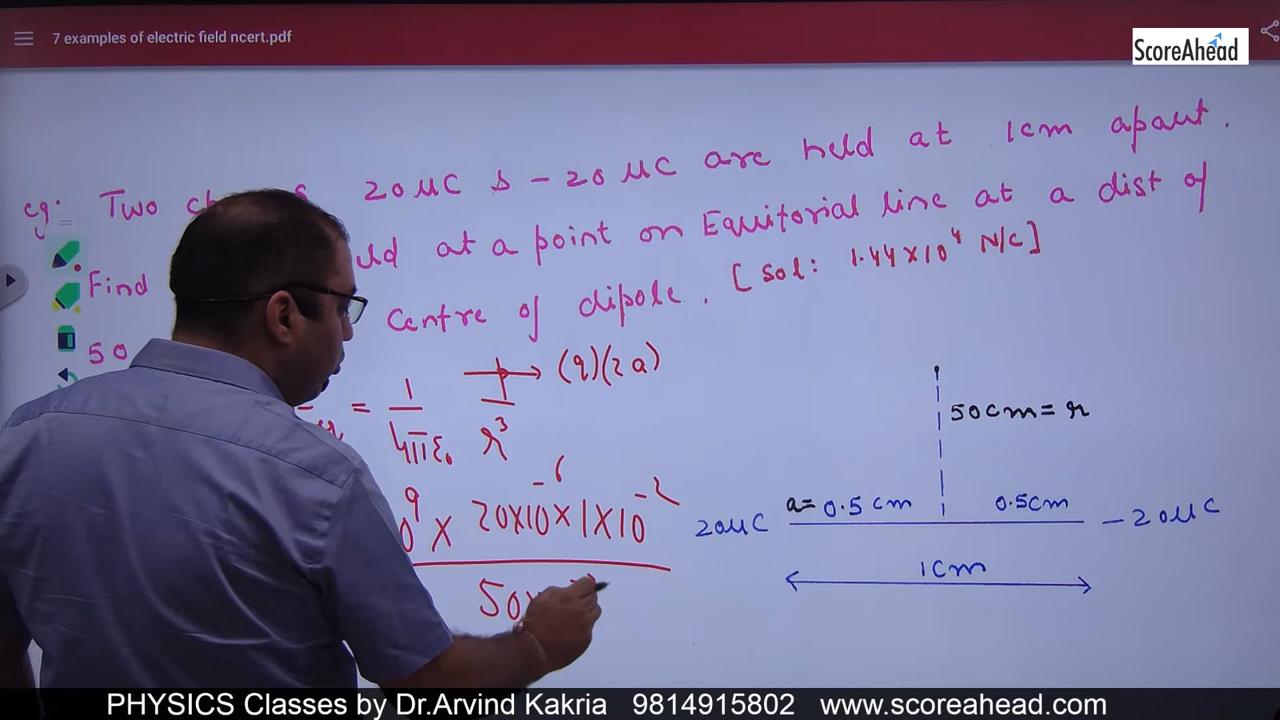 7 examples of electric field ncert.pdf
ScoreAhead
eg: Two 20 μC & -20 μC are held at 1cm apart.
Find at a point on Equitorial line at a dist of
50 Centre of dipole. [Sol: 1.44×10⁴ N/C]
= 1/4πε₀ p/r³ → (q)(2a)
⁹ × 20×10⁻⁶×1×10⁻²
50
50cm = r
20μC a= 0.5 cm 0.5cm -20μC
1cm
PHYSICS Classes by Dr.Arvind Kakria 9814915802 www.scoreahead.com